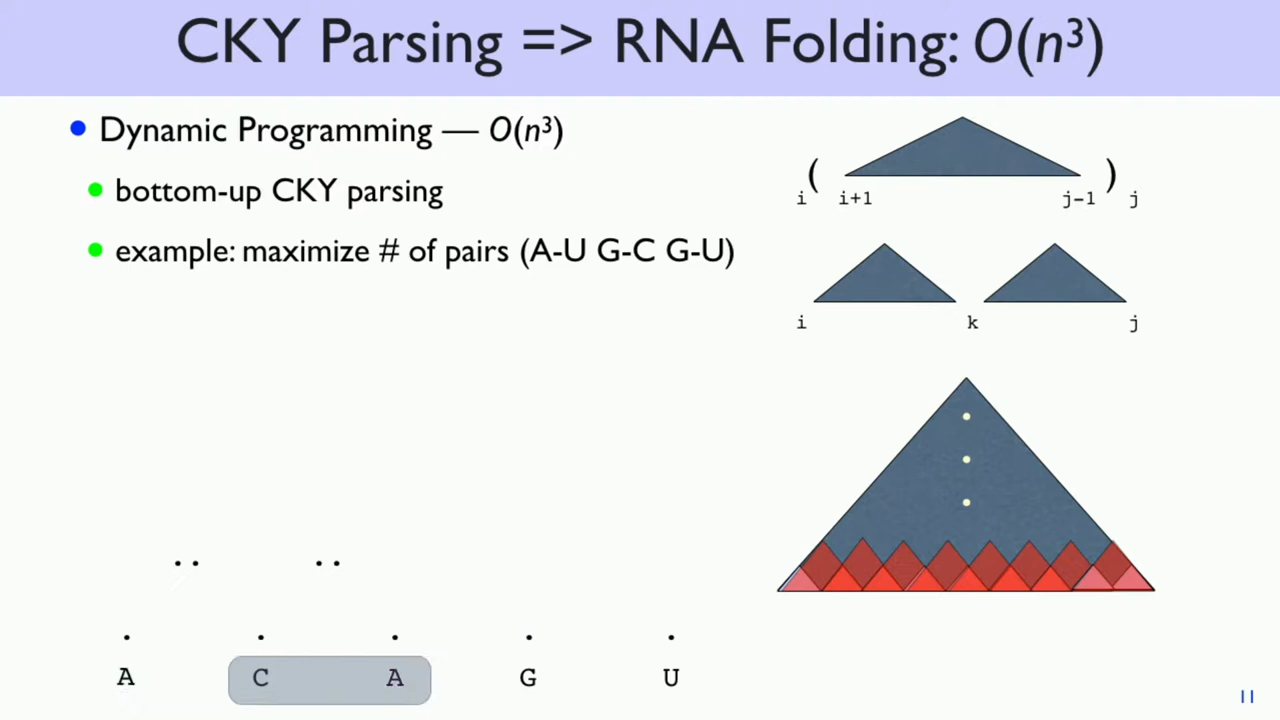 CKY Parsing => RNA Folding: O(n³)
• Dynamic Programming — O(n³)
• bottom-up CKY parsing
• example: maximize # of pairs (A-U G-C G-U)
( )
i i+1 j-1 j
i k j
.. ..
. . . . .
A C A G U
11